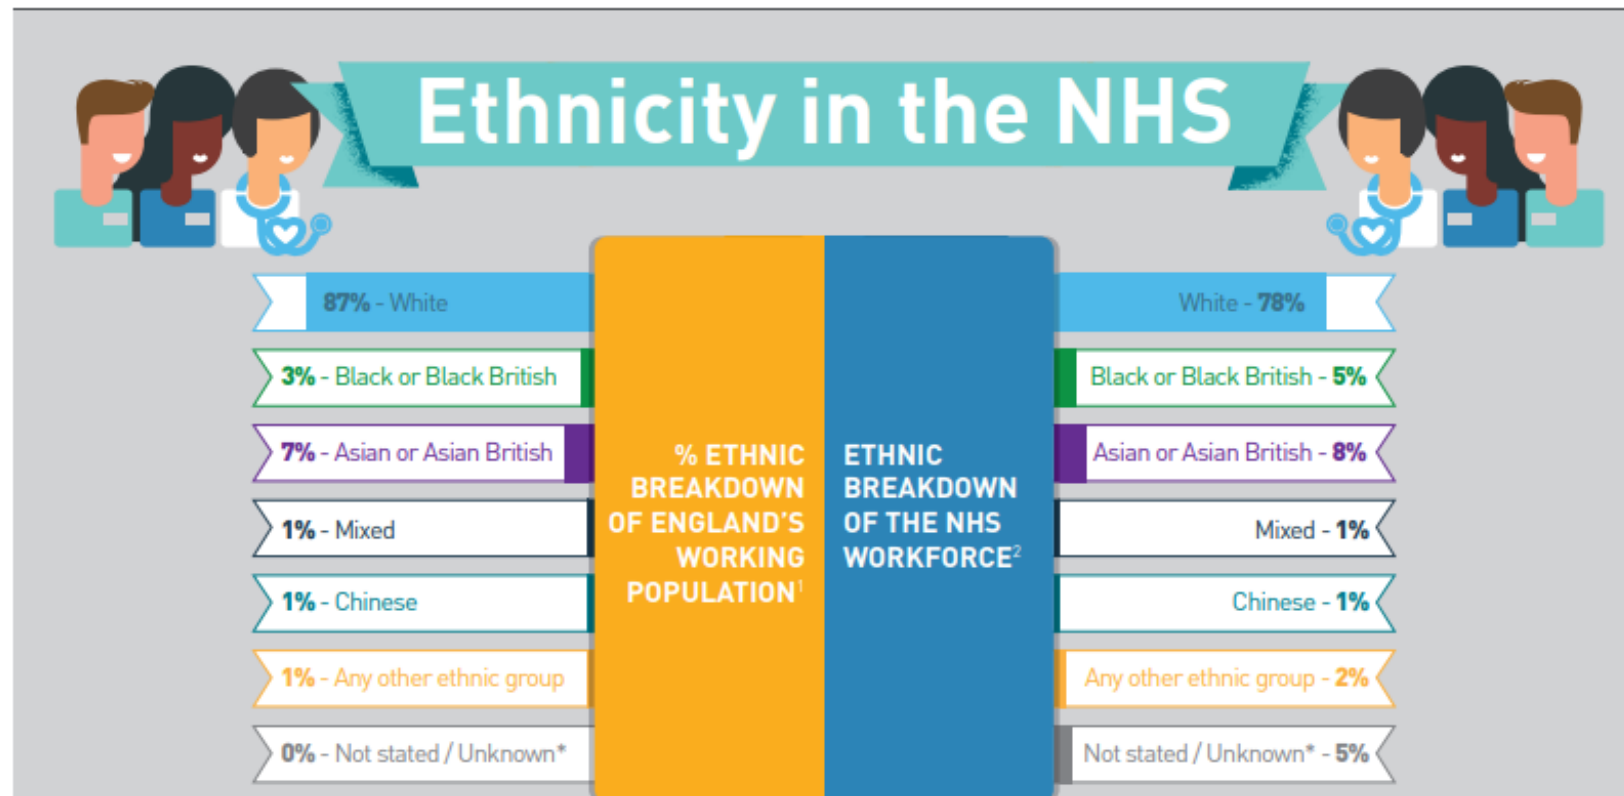 Ethnicity in the NHS
87% - White
3% - Black or Black British
7% - Asian or Asian British
1% - Mixed
1% - Chinese
1% - Any other ethnic group
0% - Not stated / Unknown*
% ETHNIC
BREAKDOWN
OF ENGLAND'S
WORKING
POPULATION¹
ETHNIC
BREAKDOWN
OF THE NHS
WORKFORCE²
White - 78%
Black or Black British - 5%
Asian or Asian British - 8%
Mixed - 1%
Chinese - 1%
Any other ethnic group - 2%
Not stated / Unknown* - 5%